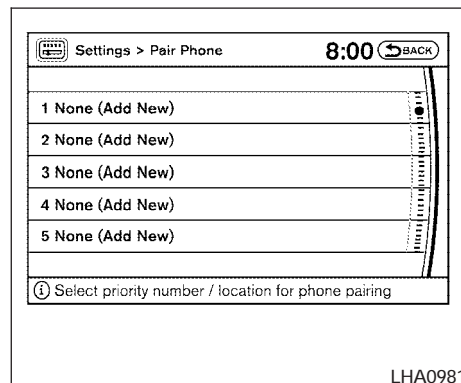 Settings > Pair Phone 8:00 BACK
1 None (Add New)
2 None (Add New)
3 None (Add New)
4 None (Add New)
5 None (Add New)
i Select priority number / location for phone pairing
LHA0981